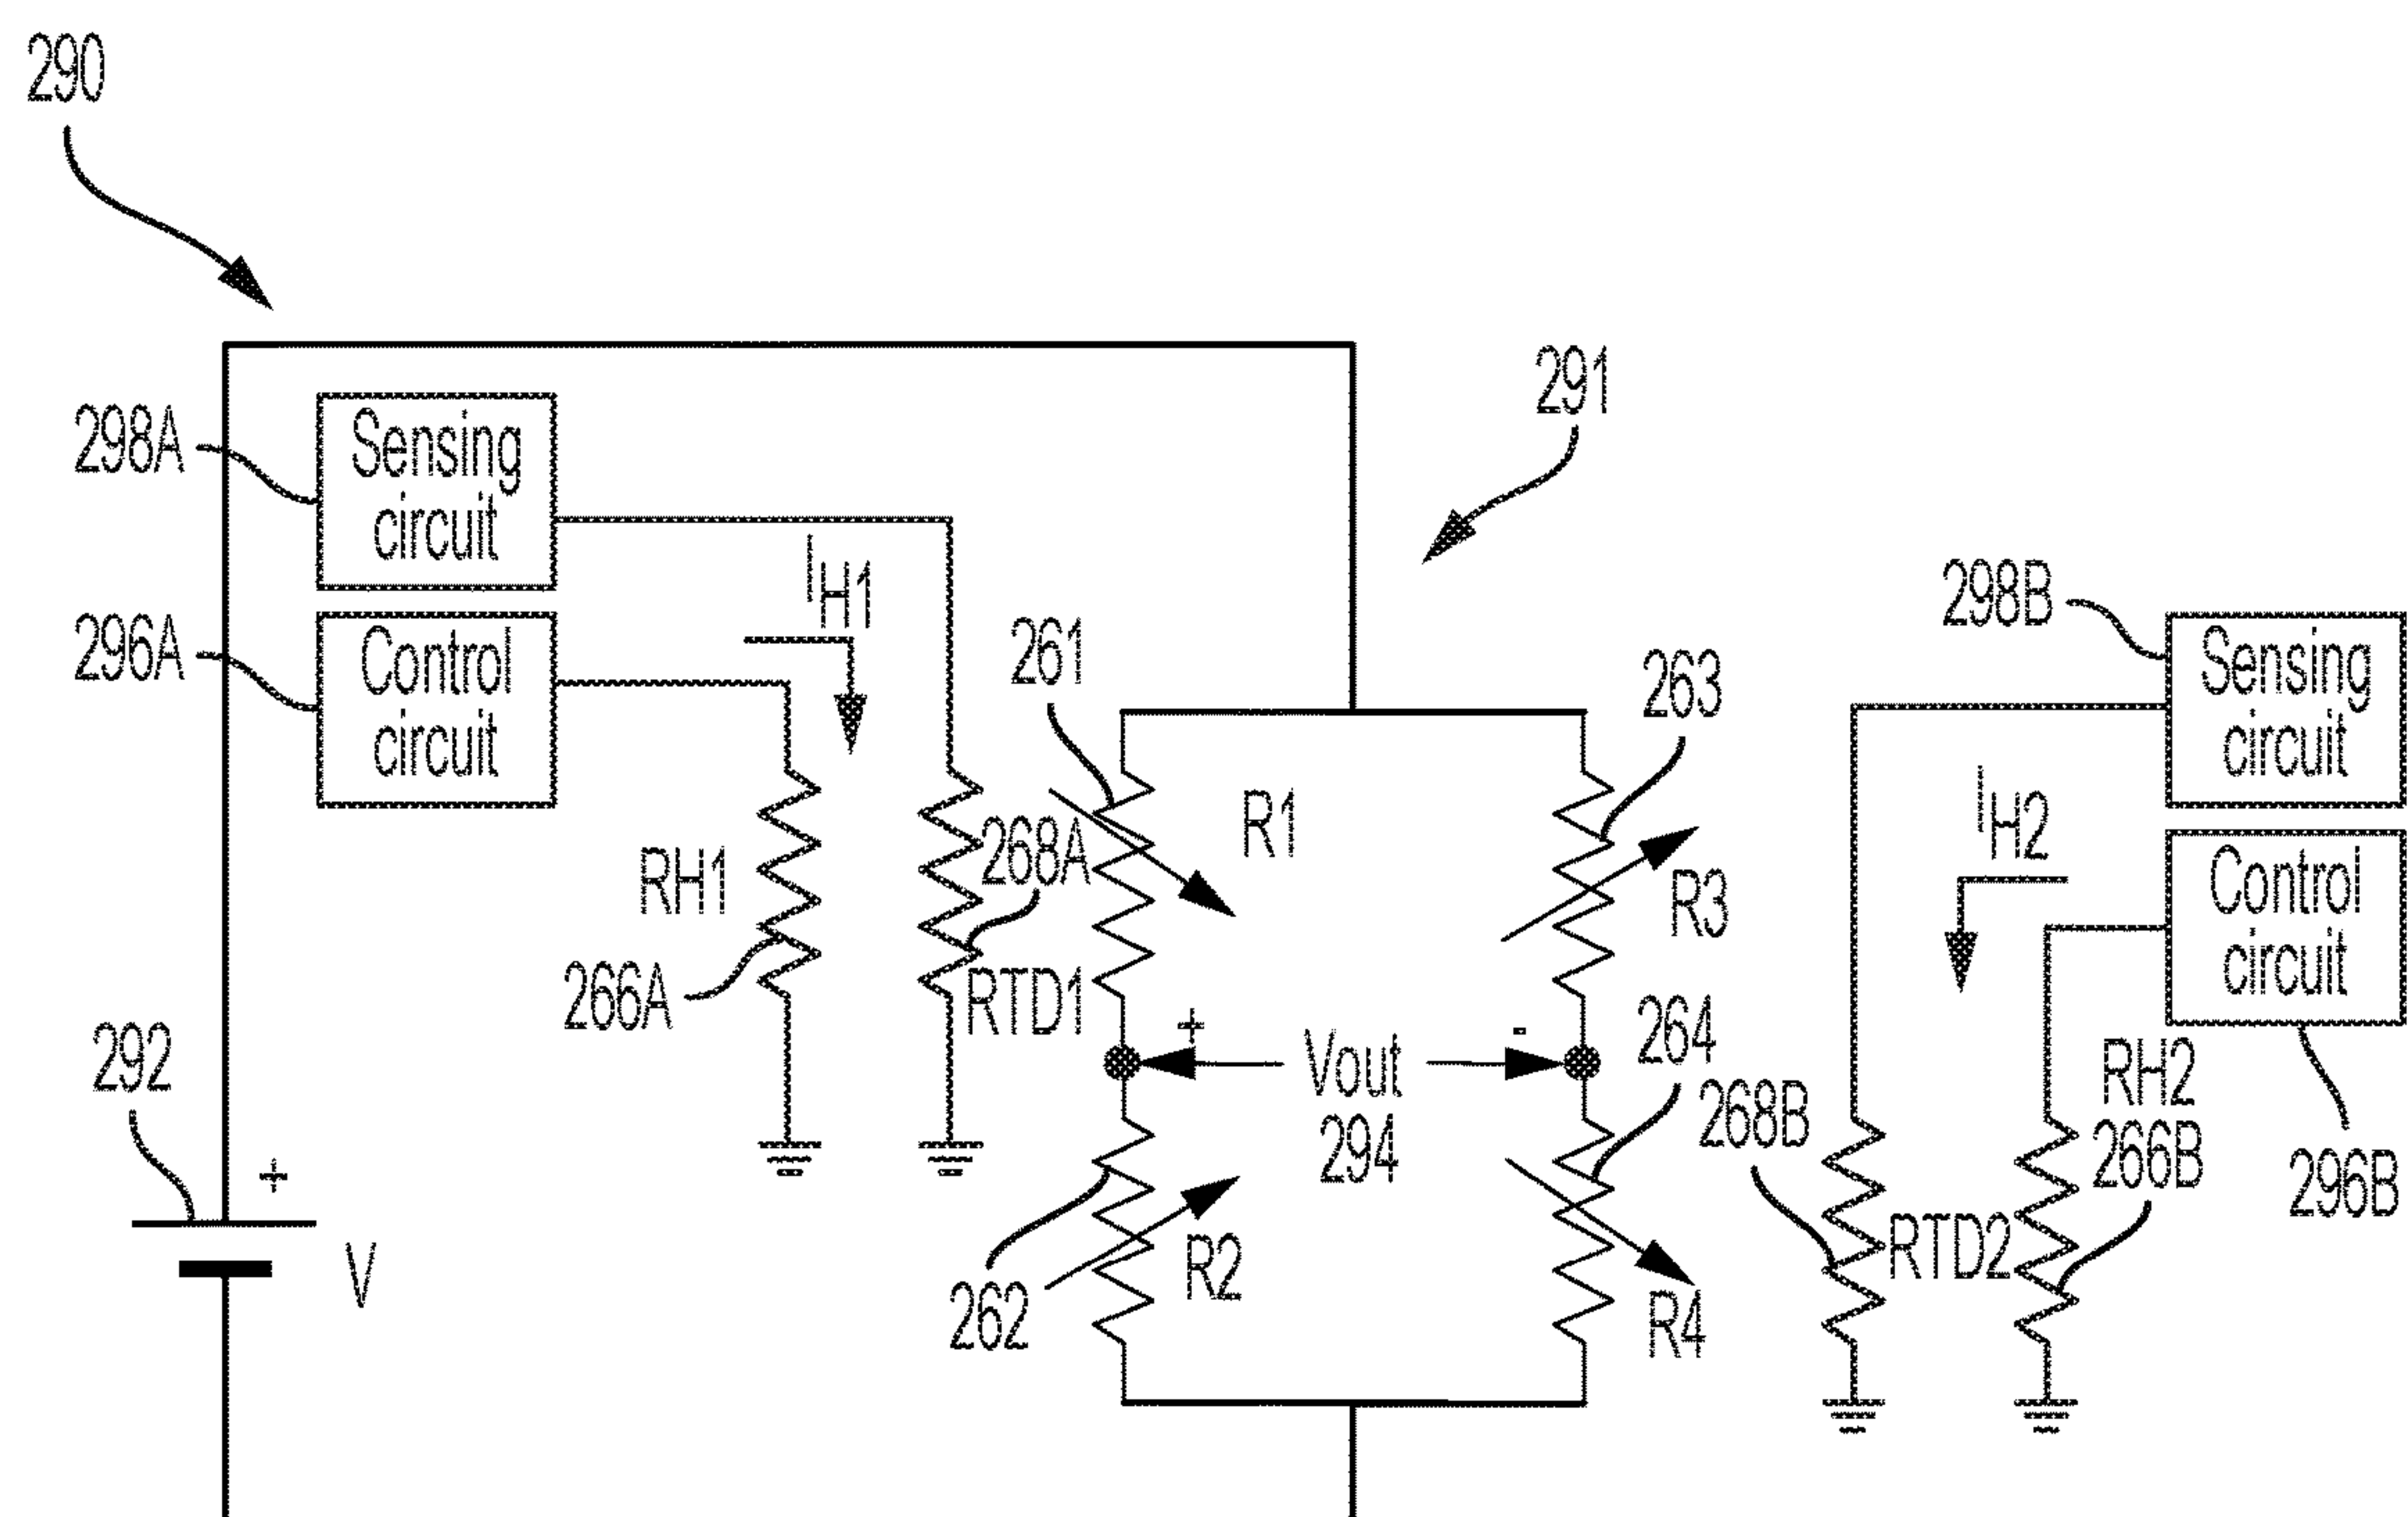 290
291
298A
Sensing
circuit
IH1
296A
Control
circuit
261
263
298B
Sensing
circuit
R1
268A
RH1
R3
IH2
Control
circuit
266A
RTD1
+
-
Vout
294
264
268B
RH2
266B
296B
292
+
V
262
R2
R4
RTD2